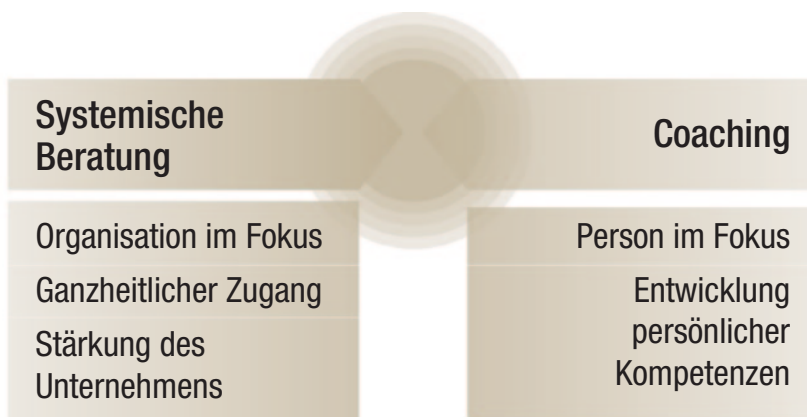 Systemische
Beratung
Coaching
Organisation im Fokus
Ganzheitlicher Zugang
Stärkung des
Unternehmens
Person im Fokus
Entwicklung
persönlicher
Kompetenzen